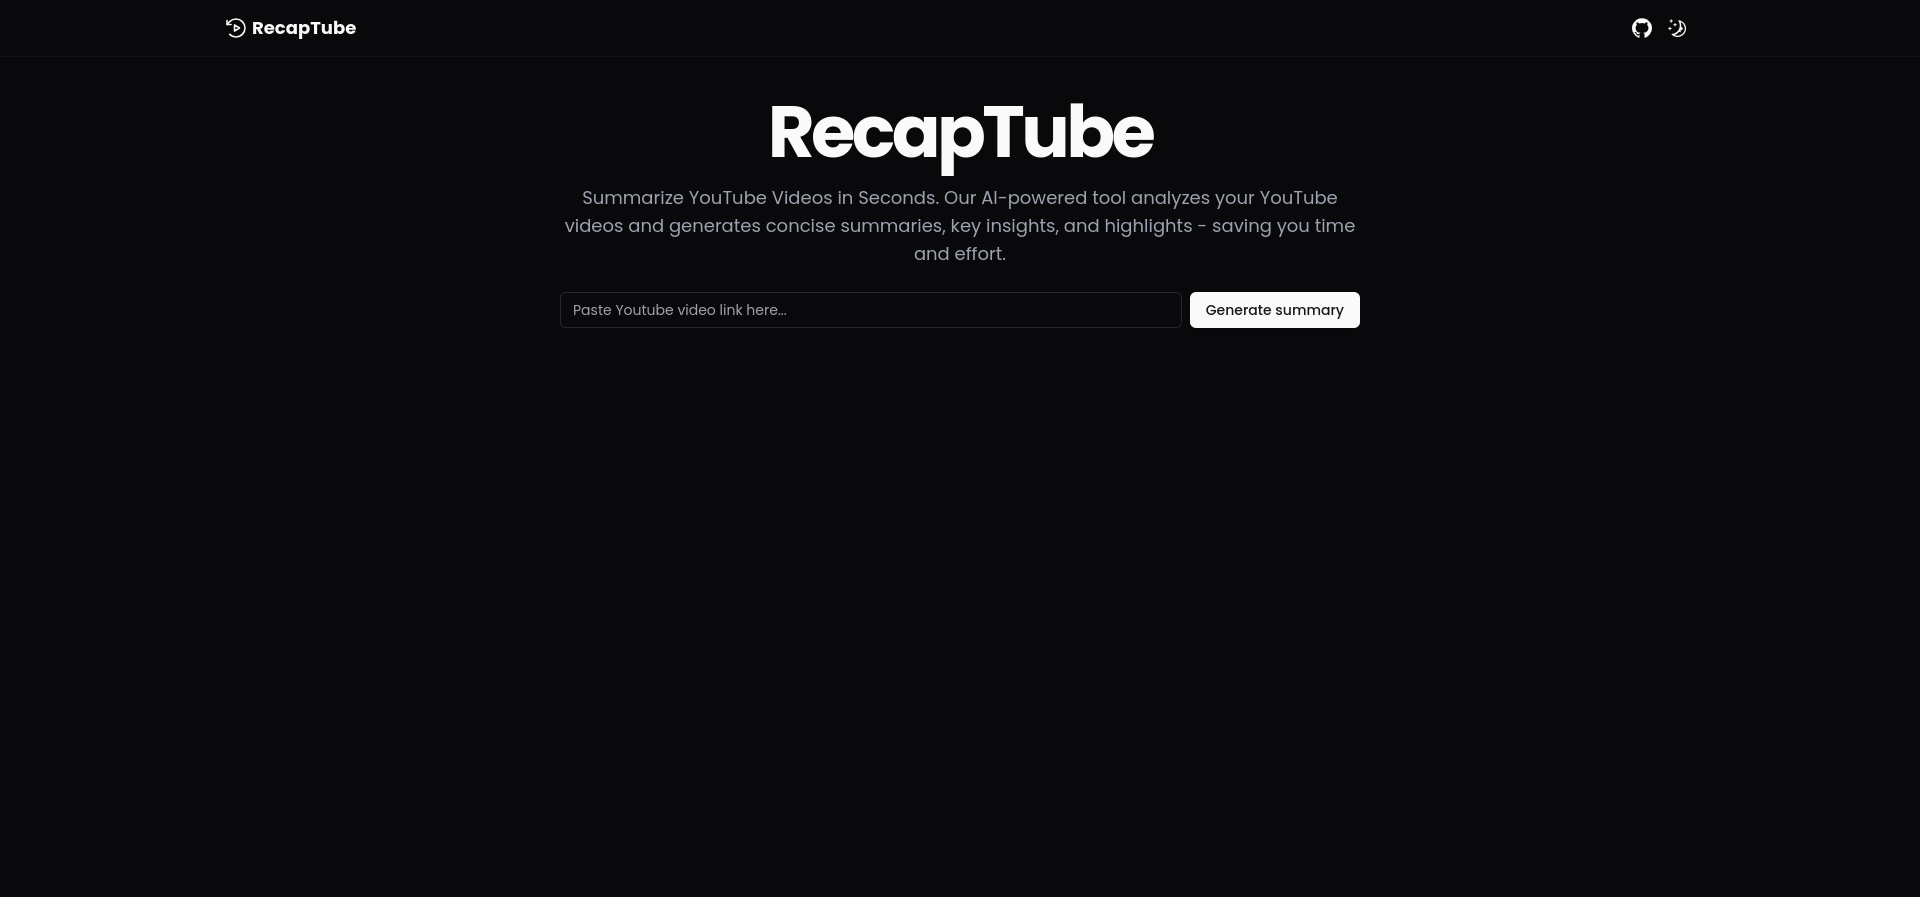 RecapTube
RecapTube
Summarize YouTube Videos in Seconds. Our AI-powered tool analyzes your YouTube
videos and generates concise summaries, key insights, and highlights - saving you time
and effort.
Paste Youtube video link here...
Generate summary